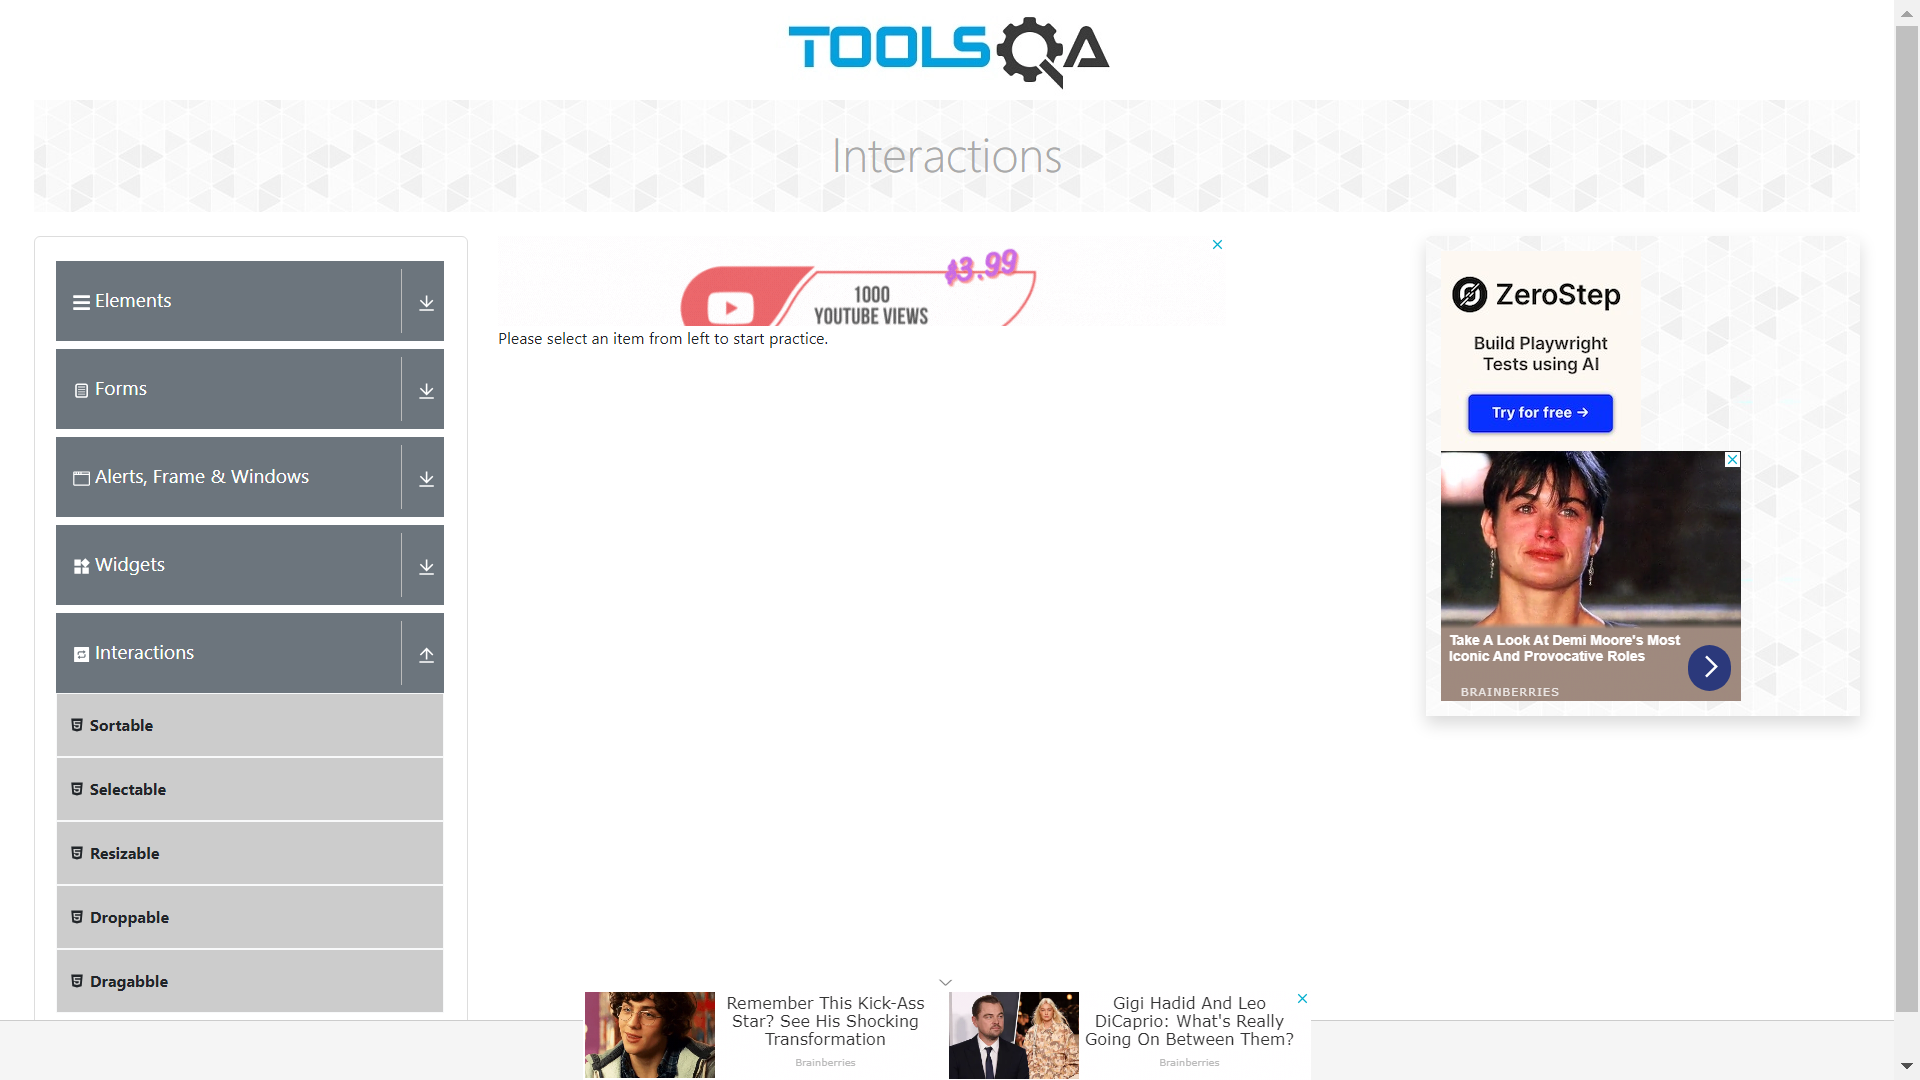 TOOLSQA
Interactions
Elements
Forms
Alerts, Frame & Windows
Widgets
Interactions
Sortable
Selectable
Resizable
Droppable
Dragabble
$3.99
1000
YOUTUBE VIEWS
Please select an item from left to start practice.
ZeroStep
Build Playwright
Tests using AI
Try for free →
Take A Look At Demi Moore's Most
Iconic And Provocative Roles
BRAINBERRIES
Remember This Kick-Ass
Star? See His Shocking
Transformation
Brainberries
Gigi Hadid And Leo
DiCaprio: What's Really
Going On Between Them?
Brainberries